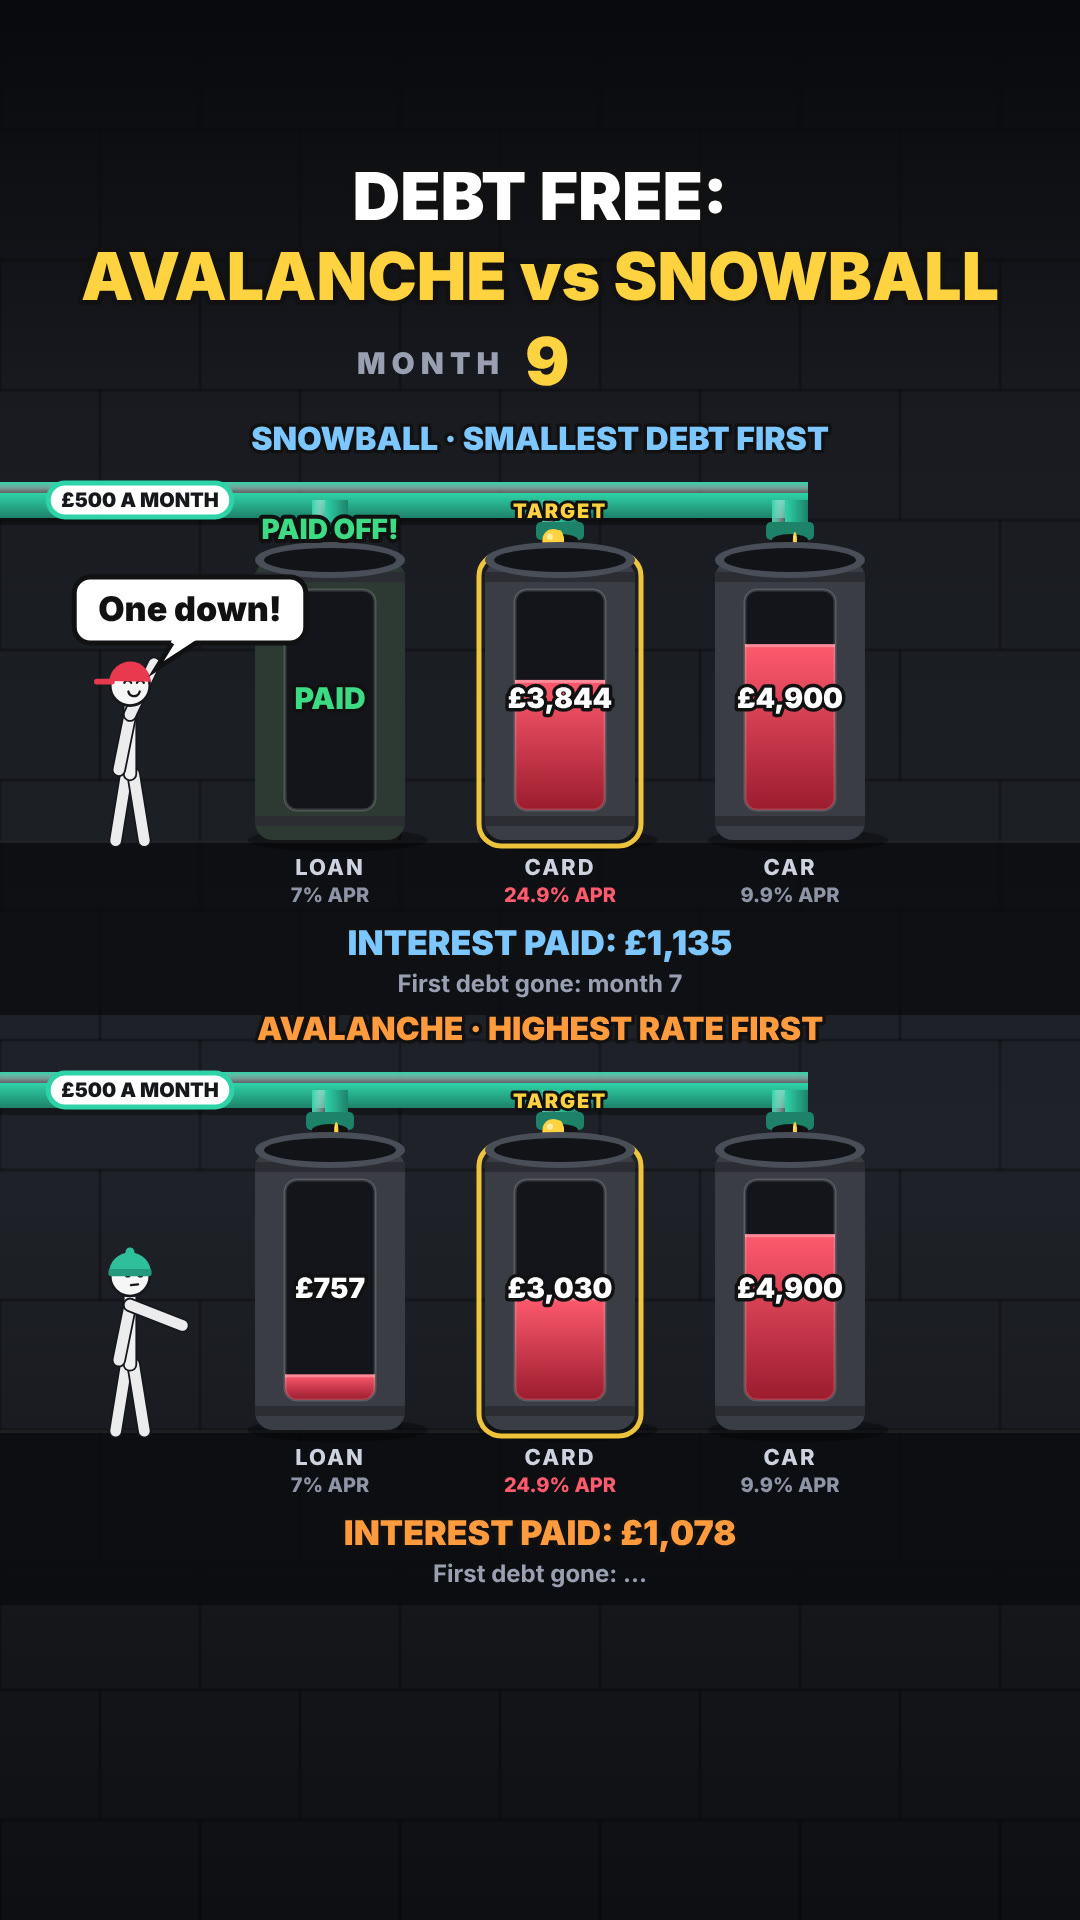 DEBT FREE:
AVALANCHE vs SNOWBALL
MONTH 9
SNOWBALL · SMALLEST DEBT FIRST
£500 A MONTH
PAID OFF!
TARGET
One down!
PAID
£3,844
£4,900
LOAN
CARD
CAR
7% APR
24.9% APR
9.9% APR
INTEREST PAID: £1,135
First debt gone: month 7
AVALANCHE · HIGHEST RATE FIRST
£500 A MONTH
TARGET
£757
£3,030
£4,900
LOAN
CARD
CAR
7% APR
24.9% APR
9.9% APR
INTEREST PAID: £1,078
First debt gone: ...